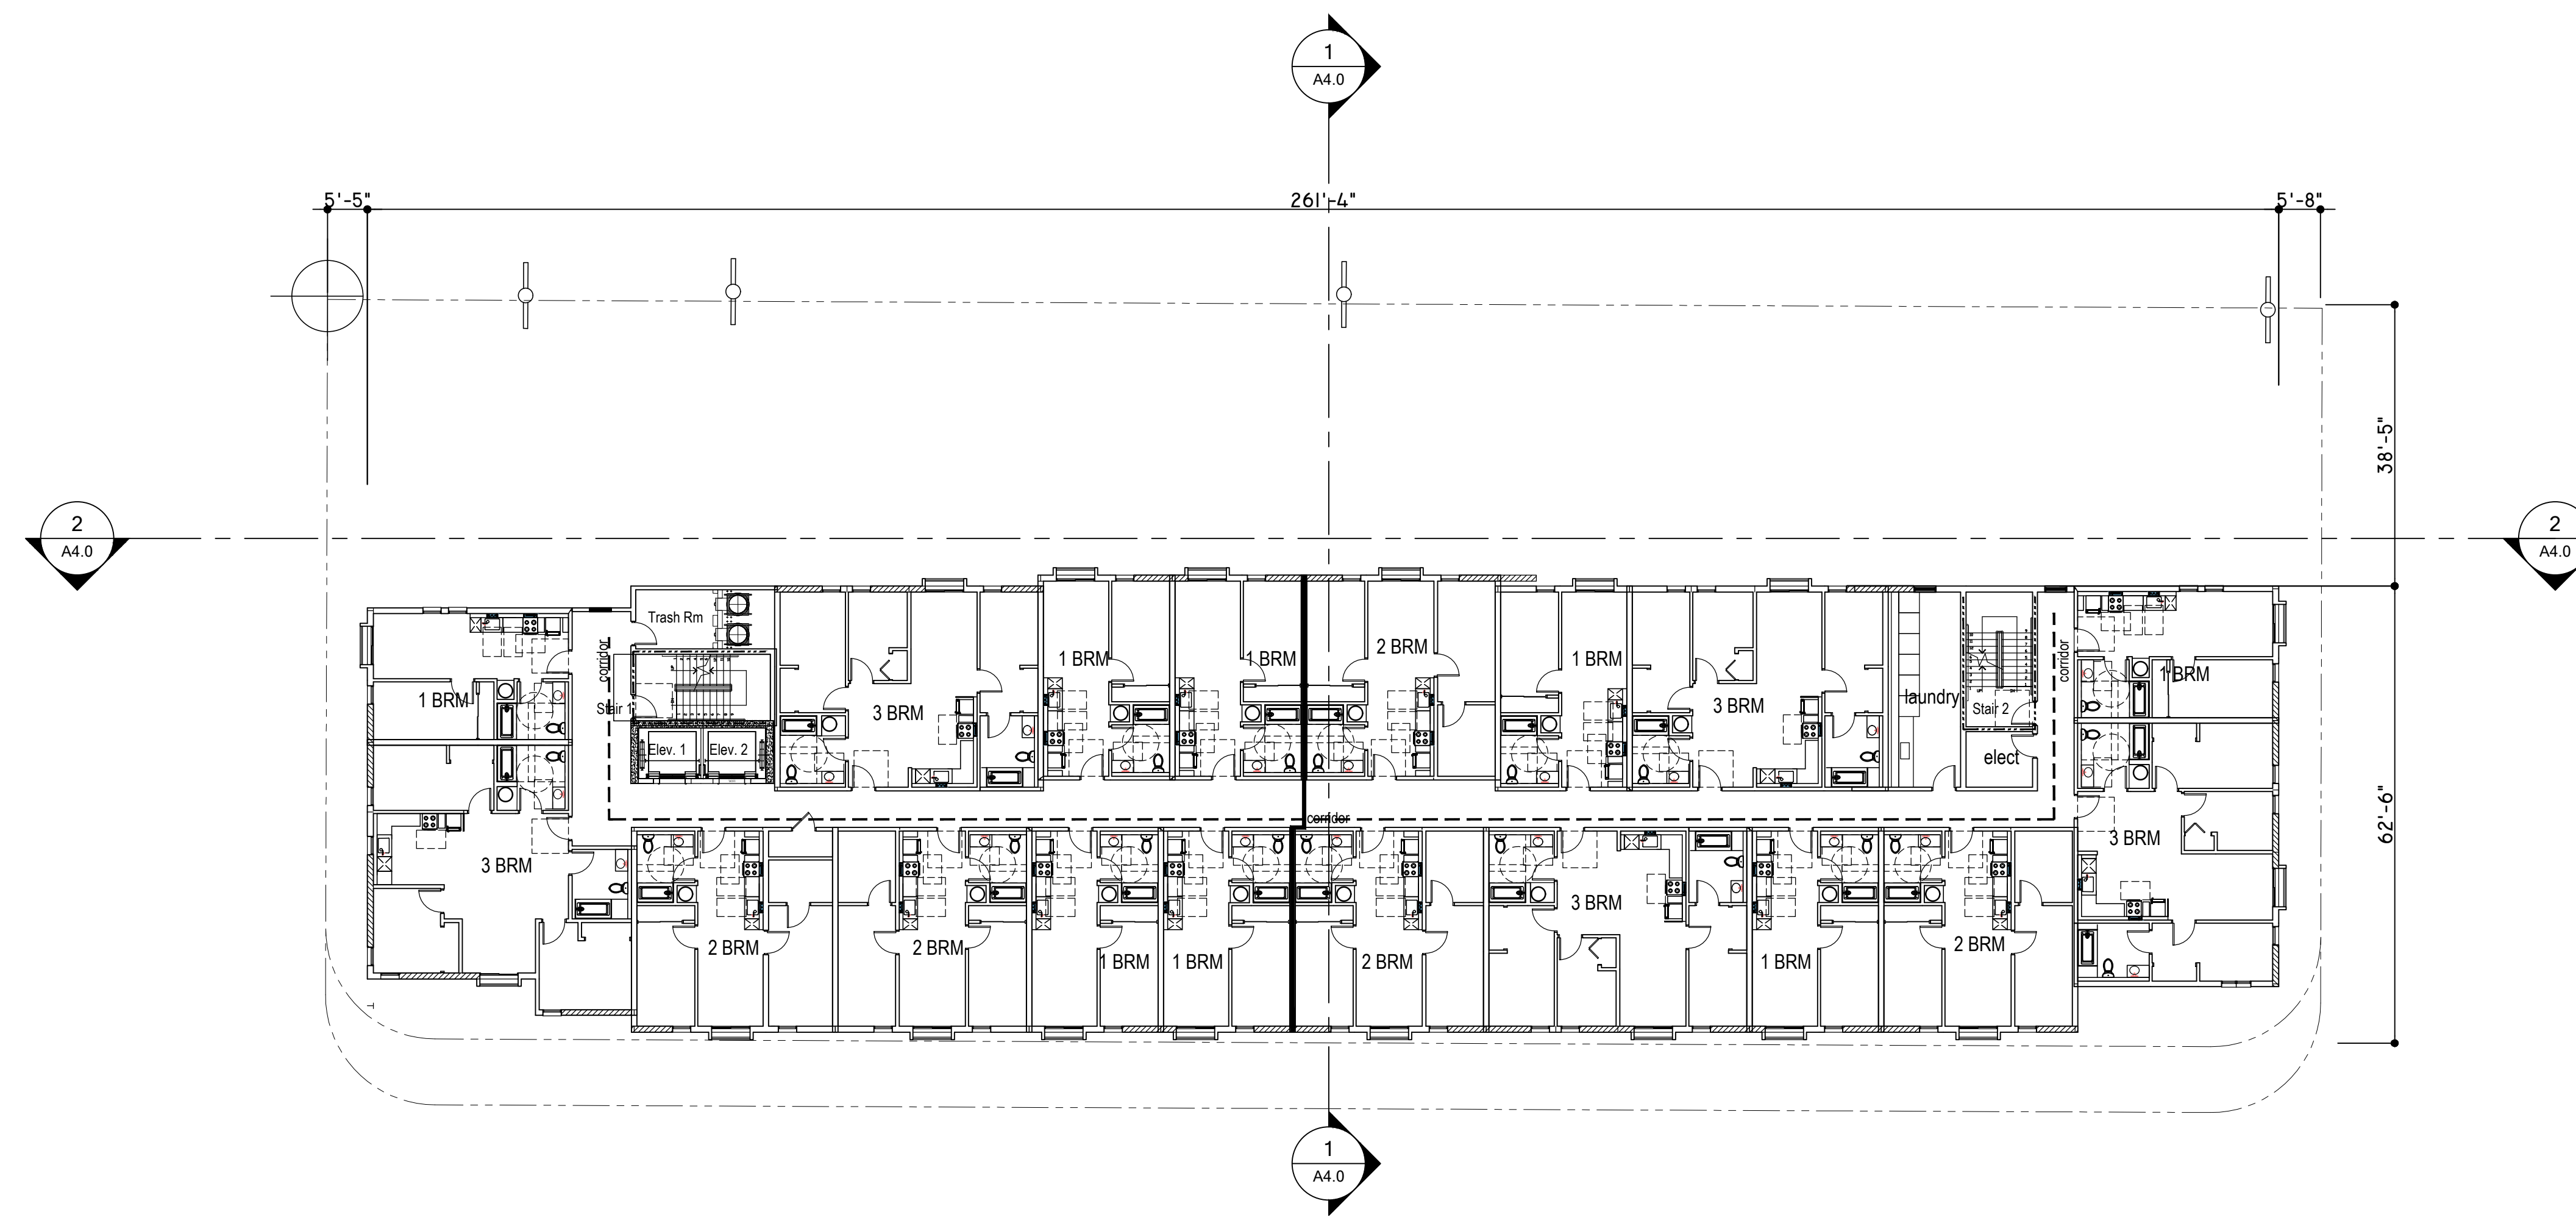 1
A4.0
5'-5"
261'-4"
5'-8"
38'-5"
2
A4.0
2
A4.0
Trash Rm
corridor
corridor
1 BRM
1 BRM
2 BRM
1 BRM
1 BRM
1 BRM
laundry
Stair 1
3 BRM
3 BRM
Stair 2
Elev. 1
Elev. 2
elect
corridor
62'-6"
3 BRM
3 BRM
3 BRM
2 BRM
2 BRM
1 BRM
1 BRM
2 BRM
1 BRM
2 BRM
1
A4.0